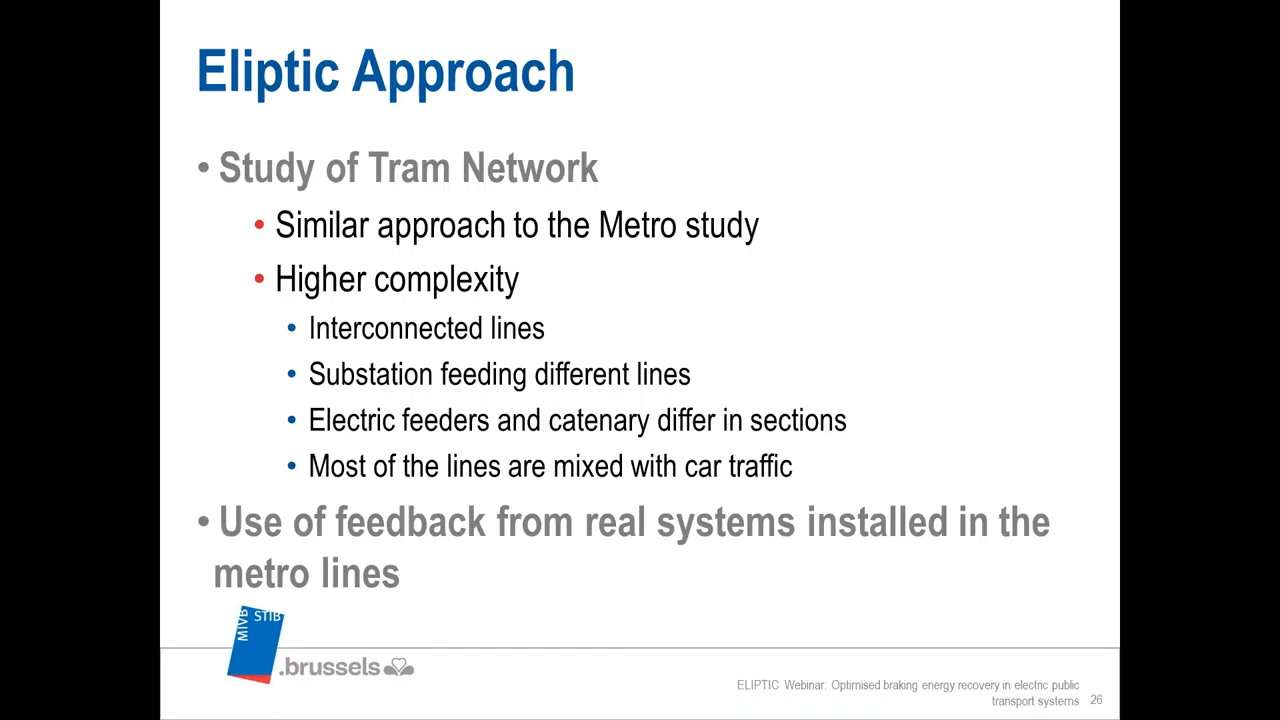 Eliptic Approach
• Study of Tram Network
• Similar approach to the Metro study
• Higher complexity
• Interconnected lines
• Substation feeding different lines
• Electric feeders and catenary differ in sections
• Most of the lines are mixed with car traffic
• Use of feedback from real systems installed in the
metro lines
MIVB
STIB
.brussels
ELIPTIC Webinar: Optimised braking energy recovery in electric public
transport systems
26